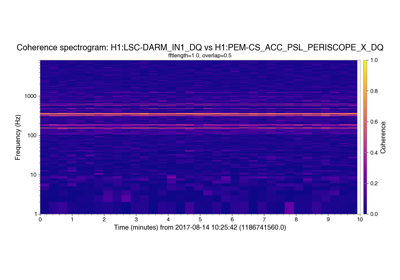 Coherence spectrogram: H1:LSC-DARM_IN1_DQ vs H1:PEM-CS_ACC_PSL_PERISCOPE_X_DQ
fftlength=1.0, overlap=0.5
1.0
1000
0.8
0.6
100
0.4
10
0.2
1
0.0
0 1 2 3 4 5 6 7 8 9 10
Frequency (Hz)
Coherence
Time (minutes) from 2017-08-14 10:25:42 (1186741560.0)